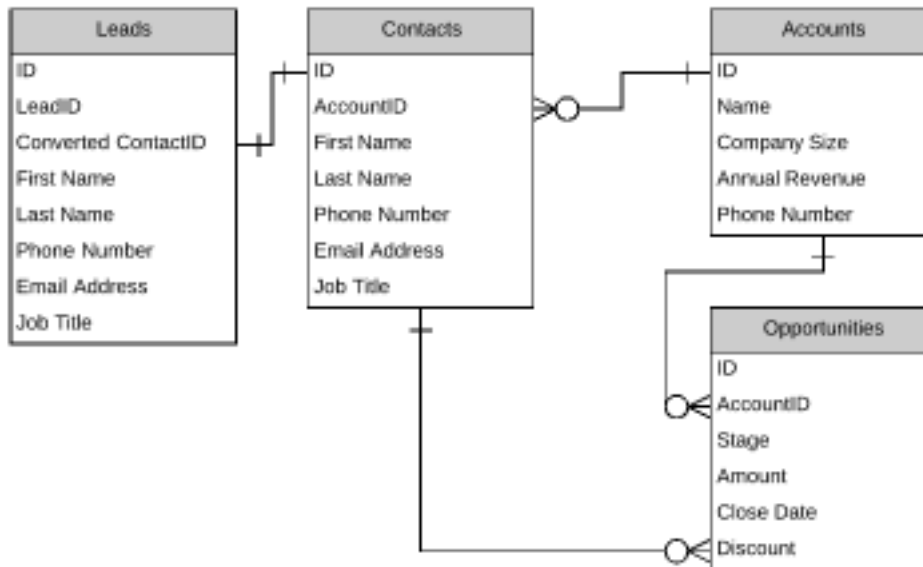 Leads
ID
LeadID
Converted ContactID
First Name
Last Name
Phone Number
Email Address
Job Title
Contacts
ID
AccountID
First Name
Last Name
Phone Number
Email Address
Job Title
Accounts
ID
Name
Company Size
Annual Revenue
Phone Number
Opportunities
ID
AccountID
Stage
Amount
Close Date
Discount